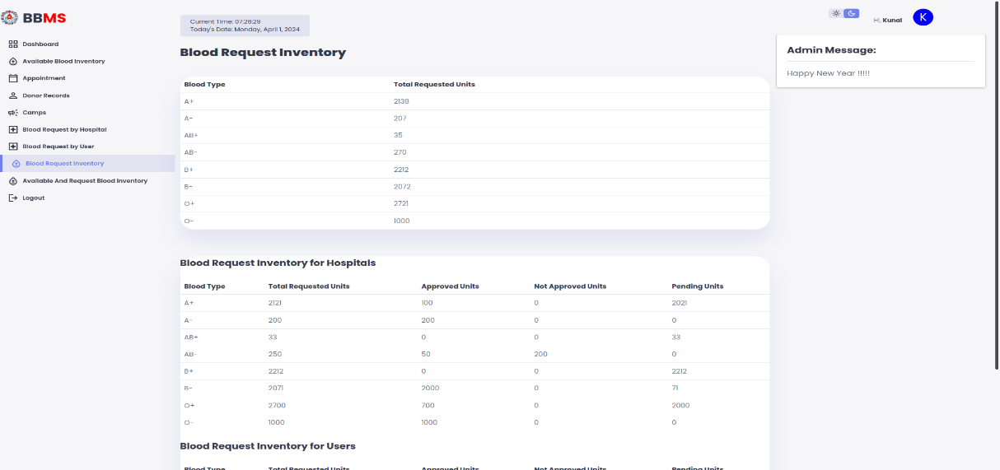 BBMS
Dashboard
Available Blood Inventory
Appointment
Donor Records
Camps
Blood Request by Hospital
Blood Request by User
Blood Request Inventory
Available And Request Blood Inventory
Logout
Current Time: 07:26:29
Today's Date: Monday, April 1, 2024
Hi, Kunal
K
Admin Message:
Happy New Year !!!!!
Blood Request Inventory
Blood Type Total Requested Units
A+ 2138
A- 207
AB+ 35
AB- 270
B+ 2212
B- 2072
O+ 2721
O- 1000
Blood Request Inventory for Hospitals
Blood Type Total Requested Units Approved Units Not Approved Units Pending Units
A+ 2121 100 0 2021
A- 200 200 0 0
AB+ 33 0 0 33
AB- 250 50 200 0
B+ 2212 0 0 2212
B- 2071 2000 0 71
O+ 2700 700 0 2000
O- 1000 1000 0 0
Blood Request Inventory for Users
Blood Type Total Requested Units Approved Units Not Approved Units Pending Units